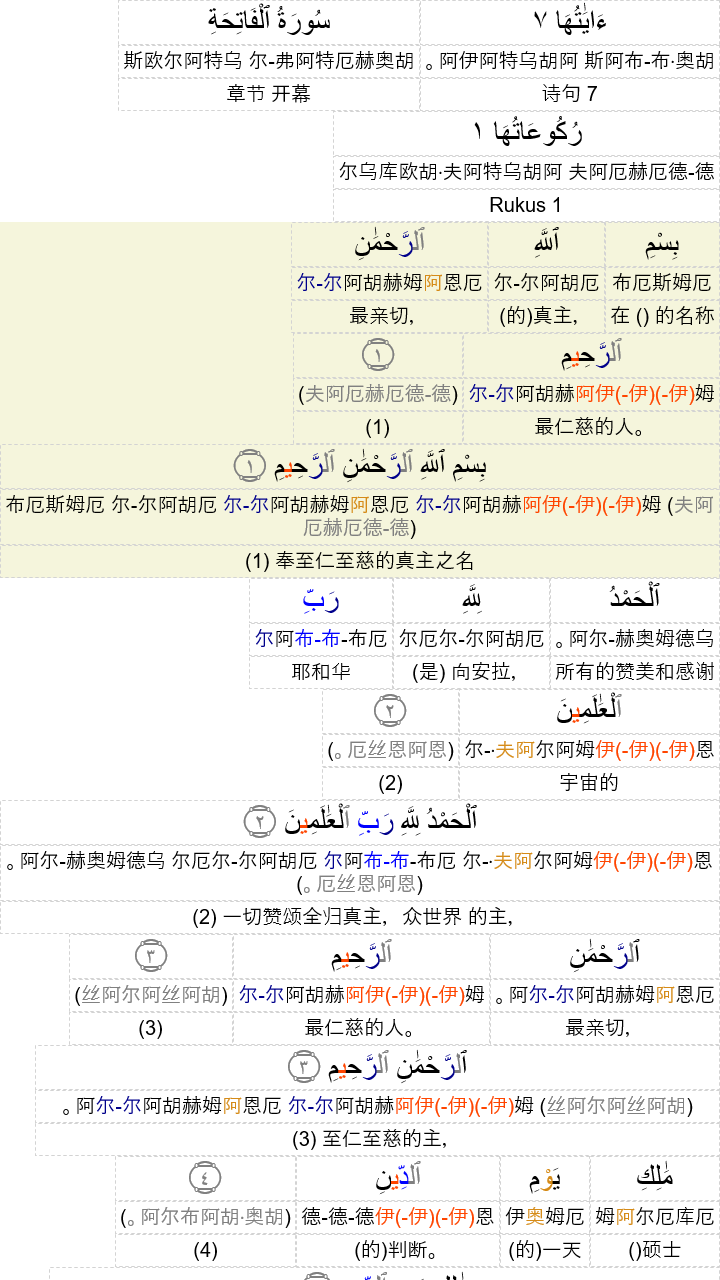 سُورَةُ ٱلْفَاتِحَةِ ءَايَٰتُهَا ٧
斯欧尔阿特乌 尔-弗阿特厄赫奥胡 。阿伊阿特乌胡阿 斯阿布-布·奥胡
章节 开幕 诗句 7
رُكُوعَاتُهَا ١
尔乌库欧胡·夫阿特乌胡阿 夫阿厄赫厄德-德
Rukus 1
بِسْمِ ٱللَّهِ ٱلرَّحْمَٰنِ
尔-尔阿胡赫姆阿恩厄 尔-尔阿胡厄 布厄斯姆厄
最亲切, (的)真主, 在 () 的名称
ٱلرَّحِيمِ ١
(夫阿厄赫厄德-德) 尔-尔阿胡赫阿伊(-伊)(-伊)姆
(1) 最仁慈的人。
بِسْمِ ٱللَّهِ ٱلرَّحْمَٰنِ ٱلرَّحِيمِ ١
布厄斯姆厄 尔-尔阿胡厄 尔-尔阿胡赫姆阿恩厄 尔-尔阿胡赫阿伊(-伊)(-伊)姆 (夫阿
厄赫厄德-德)
(1) 奉至仁至慈的真主之名
ٱلْحَمْدُ لِلَّهِ رَبِّ
尔阿布-布-布厄 尔厄尔-尔阿胡厄 。阿尔-赫奥姆德乌
耶和华 (是) 向安拉, 所有的赞美和感谢
ٱلْعَٰلَمِينَ ٢
(。厄丝恩阿恩) 尔-·夫阿尔阿姆伊(-伊)(-伊)恩
(2) 宇宙的
ٱلْحَمْدُ لِلَّهِ رَبِّ ٱلْعَٰلَمِينَ ٢
。阿尔-赫奥姆德乌 尔厄尔-尔阿胡厄 尔阿布-布-布厄 尔-·夫阿尔阿姆伊(-伊)(-伊)恩
(。厄丝恩阿恩)
(2) 一切赞颂全归真主, 众世界 的主,
ٱلرَّحْمَٰنِ ٱلرَّحِيمِ ٣
(丝阿尔阿丝阿胡) 尔-尔阿胡赫阿伊(-伊)(-伊)姆 。阿尔-尔阿胡赫姆阿恩厄
(3) 最仁慈的人。 最亲切,
ٱلرَّحْمَٰنِ ٱلرَّحِيمِ ٣
。阿尔-尔阿胡赫姆阿恩厄 尔-尔阿胡赫阿伊(-伊)(-伊)姆 (丝阿尔阿丝阿胡)
(3) 至仁至慈的主,
مَٰلِكِ يَوْمِ ٱلدِّينِ ٤
(。阿尔布阿胡·奥胡) 德-德-德伊(-伊)(-伊)恩 伊奥姆厄 姆阿尔厄库厄
(4) (的)判断。 (的)一天 ()硕士